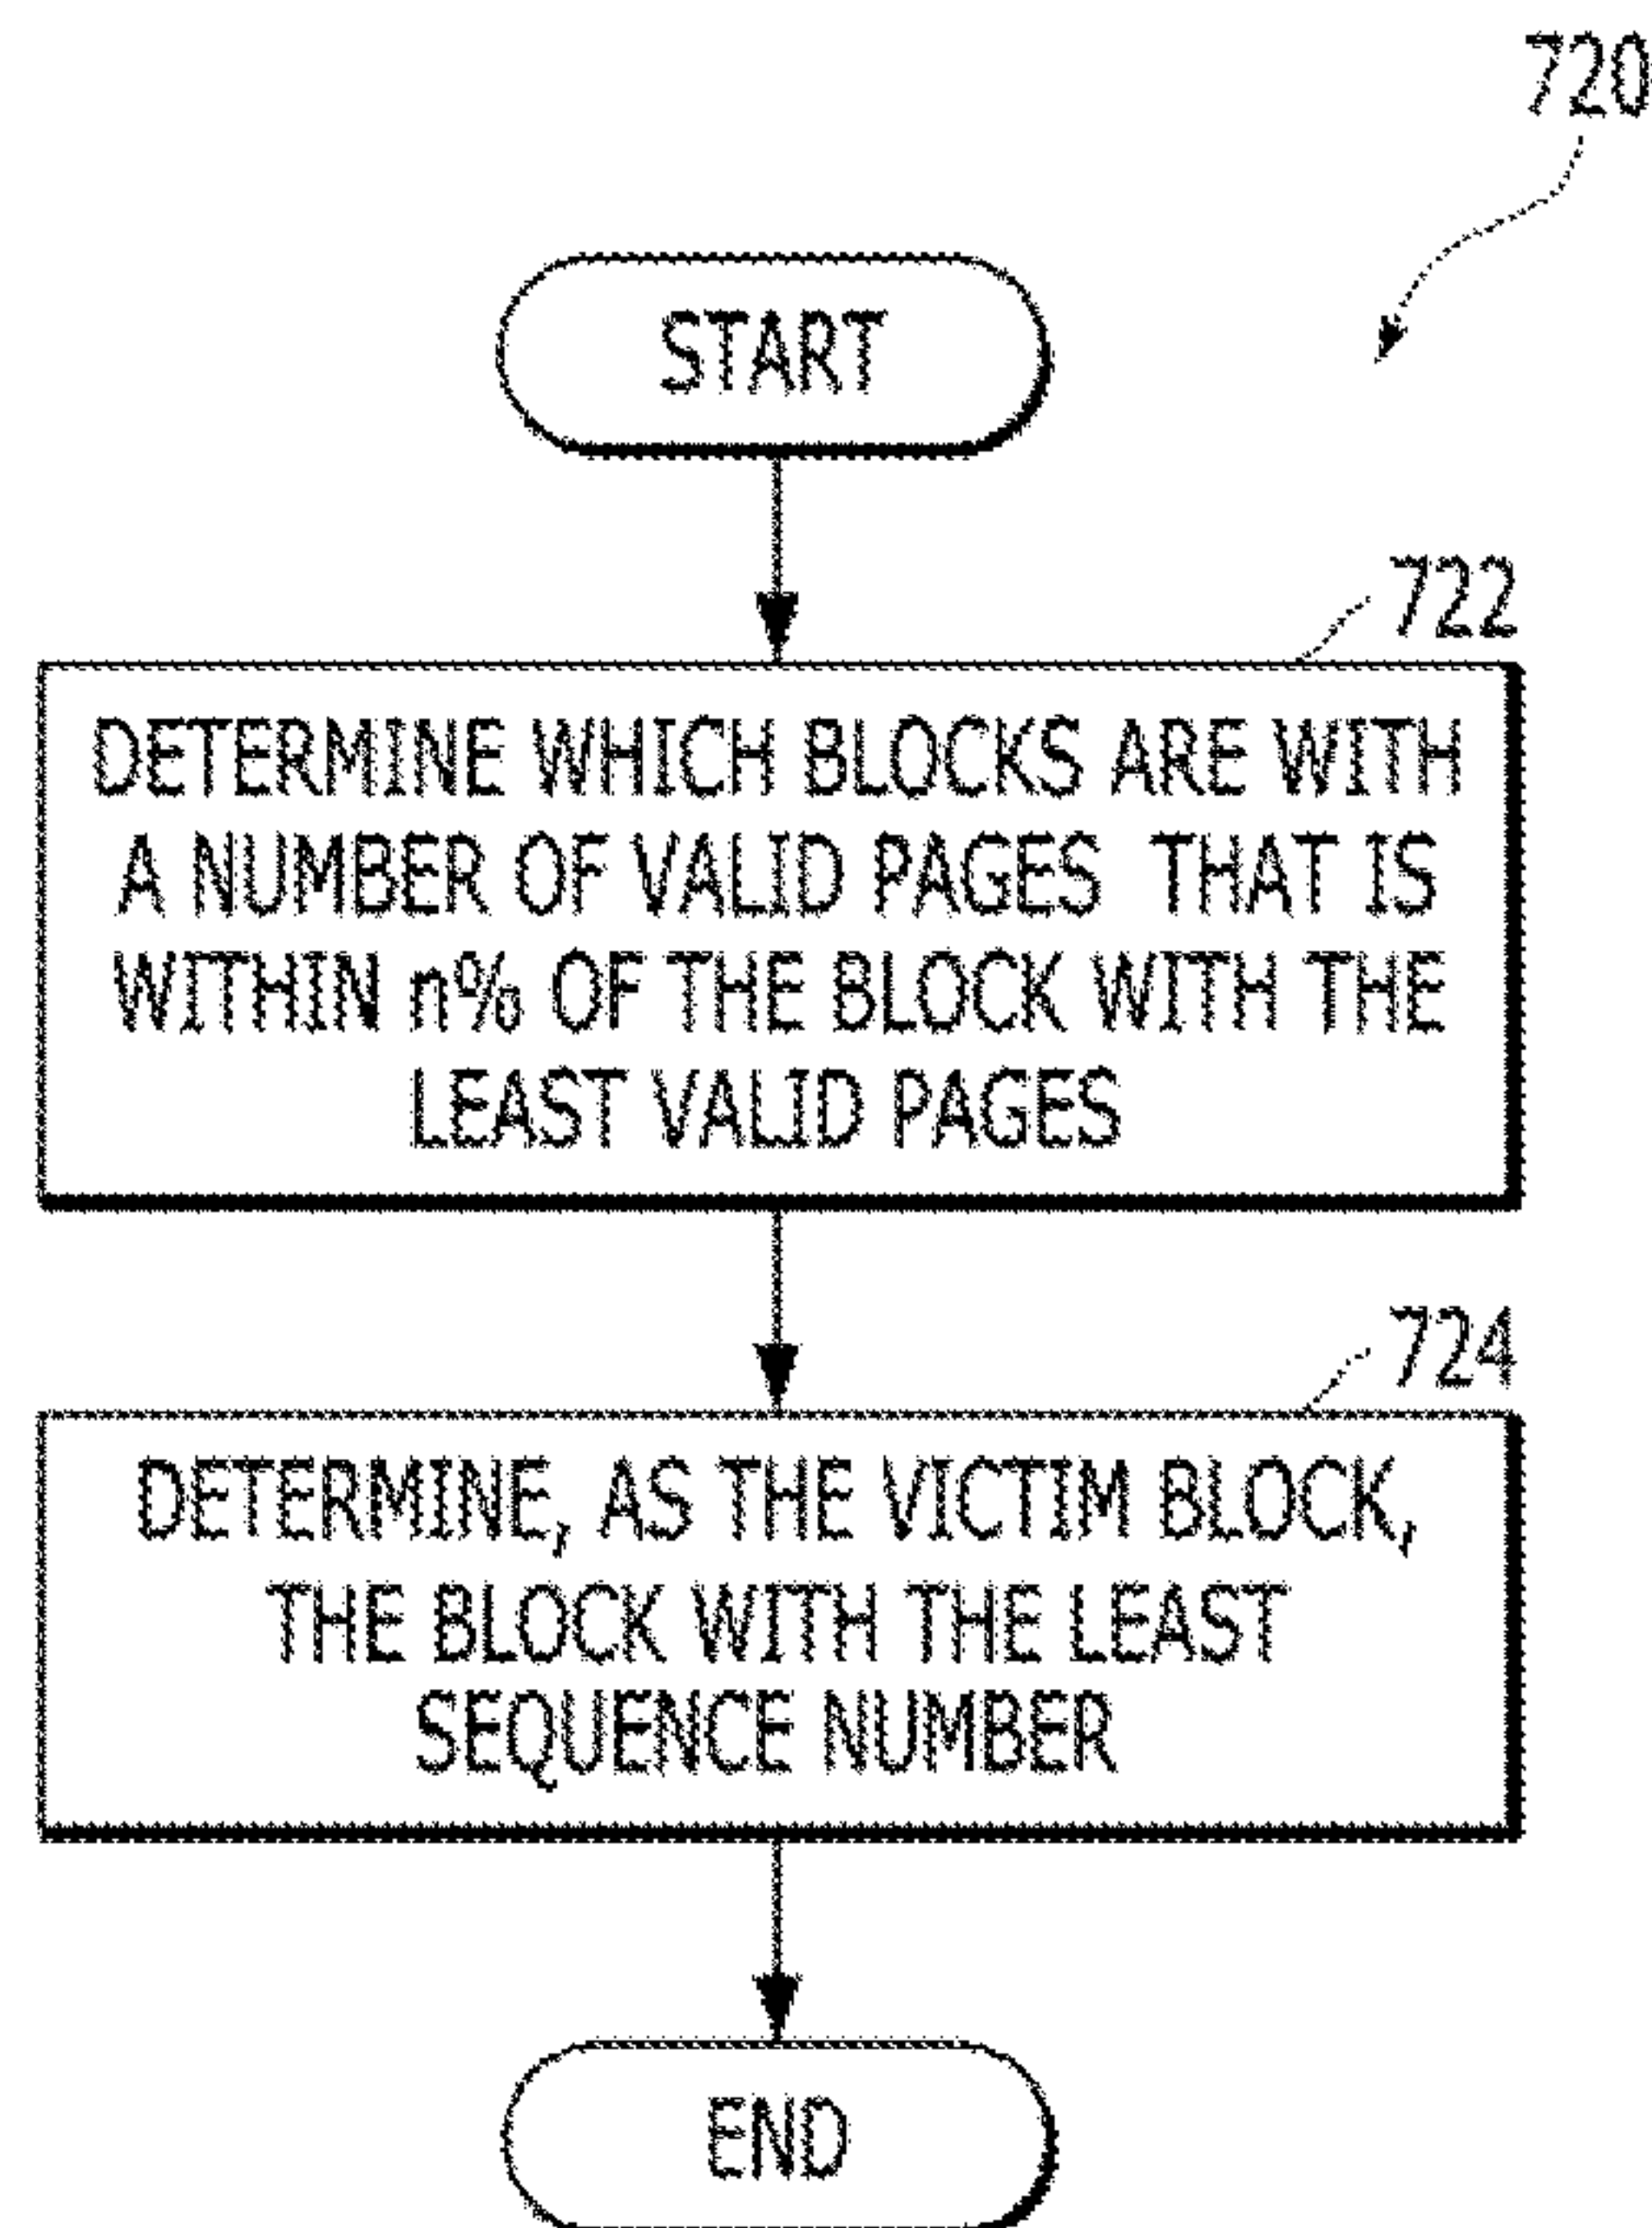 720
START
722
DETERMINE WHICH BLOCKS ARE WITH
A NUMBER OF VALID PAGES THAT IS
WITHIN n% OF THE BLOCK WITH THE
LEAST VALID PAGES
724
DETERMINE, AS THE VICTIM BLOCK,
THE BLOCK WITH THE LEAST
SEQUENCE NUMBER
END